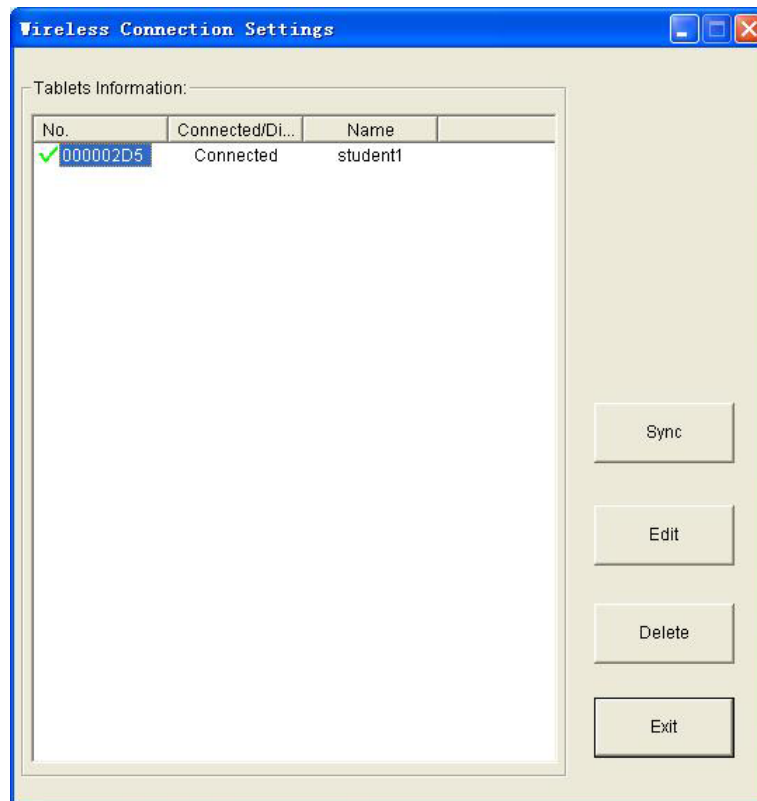 Wireless Connection Settings
Tablets Information:
No. Connected/Di... Name
000002D5 Connected student1
Sync
Edit
Delete
Exit